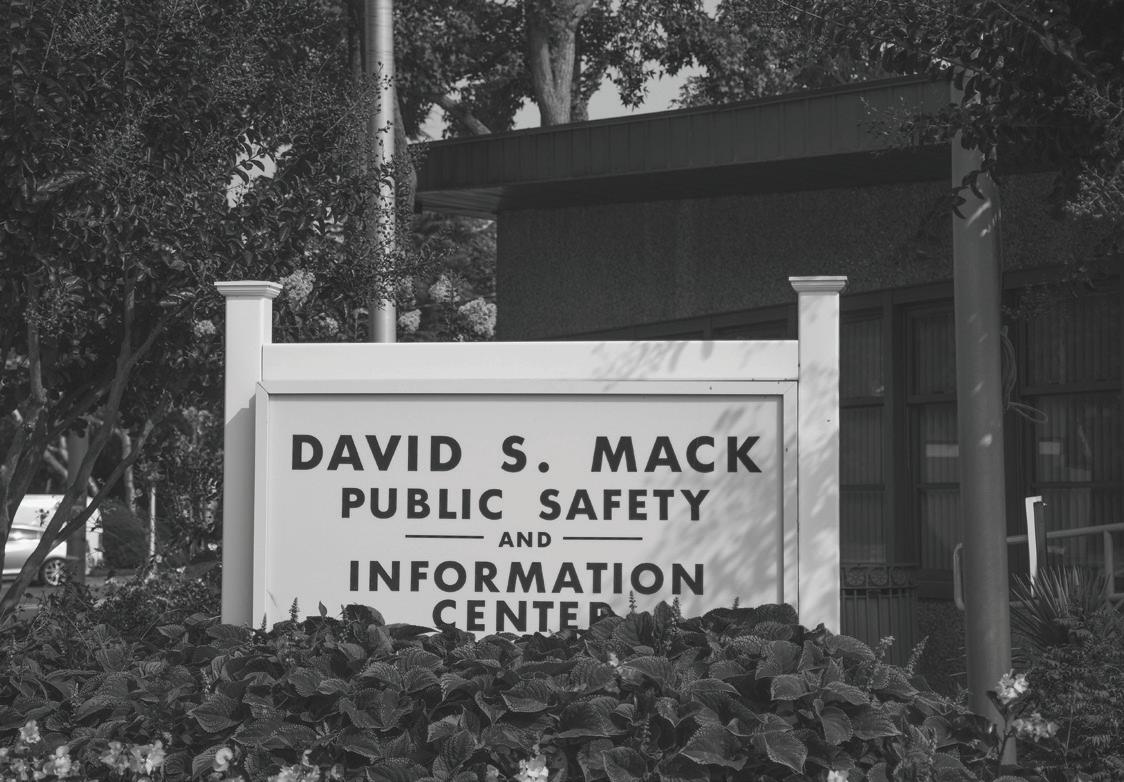 DAVID S. MACK
PUBLIC SAFETY
AND
INFORMATION
CENTER